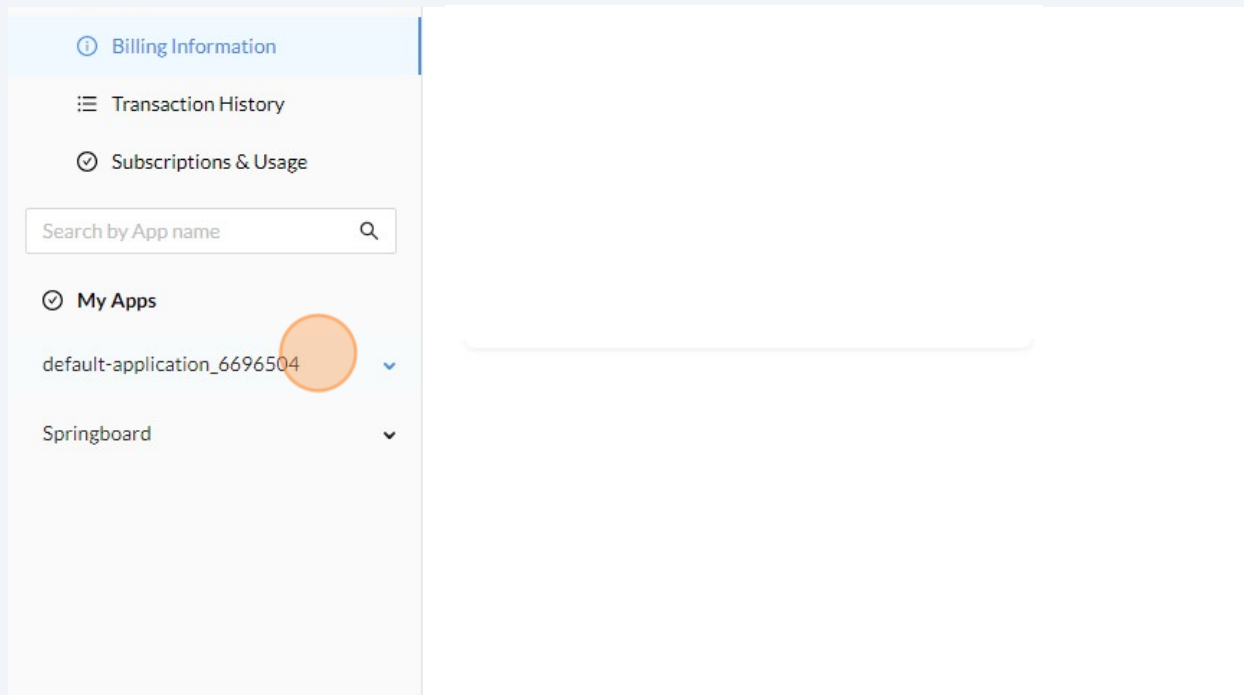 Billing Information
Transaction History
Subscriptions & Usage
Search by App name
My Apps
default-application_6696504
Springboard